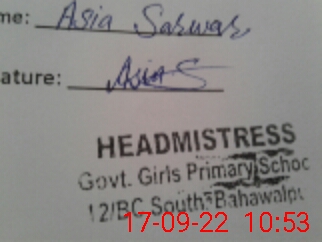 me: Asia Sarwar
ature: Asia S
HEADMISTRESS
Govt. Girls Primary Schoo
12/BC South Bahawalpu
17-09-22 10:53